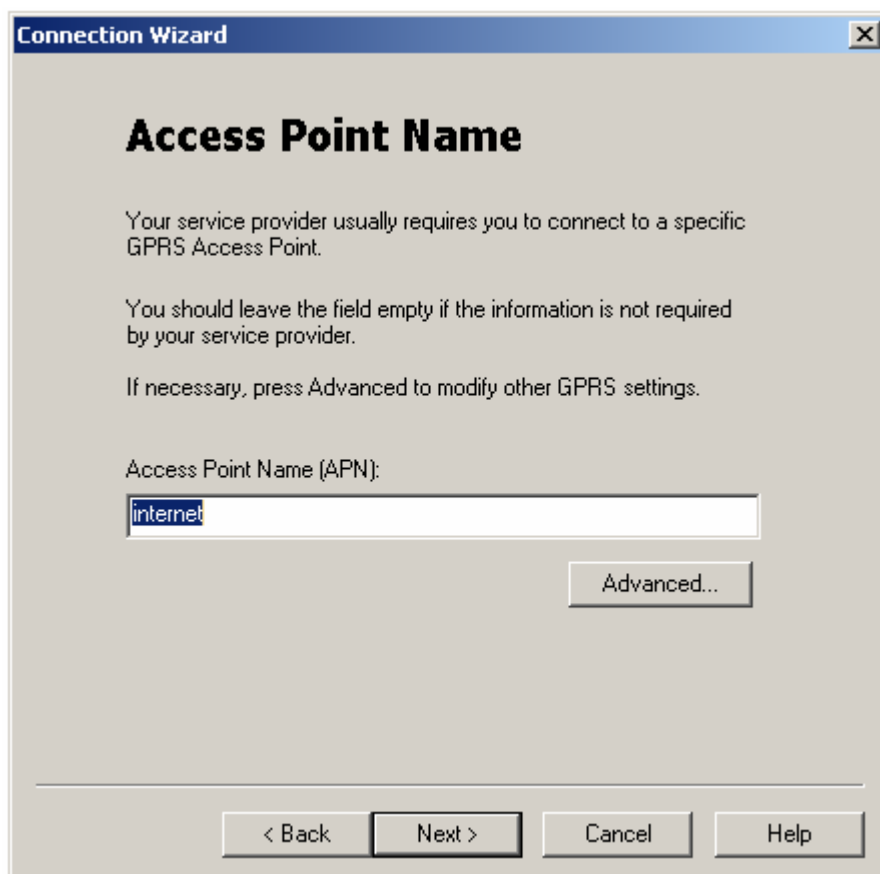 Connection Wizard
Access Point Name
Your service provider usually requires you to connect to a specific
GPRS Access Point.
You should leave the field empty if the information is not required
by your service provider.
If necessary, press Advanced to modify other GPRS settings.
Access Point Name (APN):
internet
Advanced...
< Back Next > Cancel Help